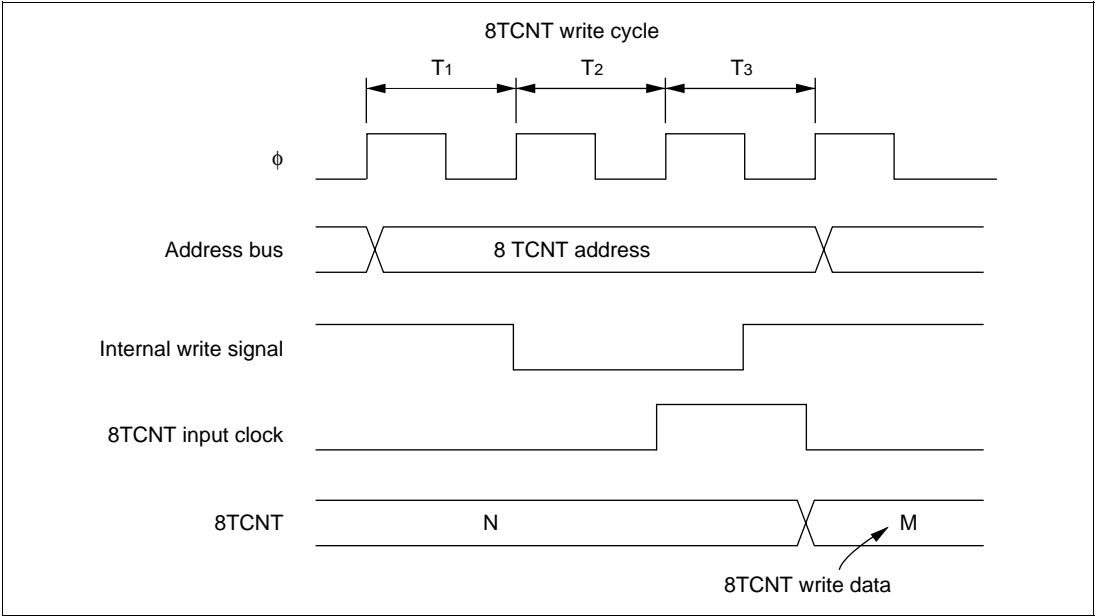 8TCNT write cycle
T1 T2 T3
φ
Address bus 8 TCNT address
Internal write signal
8TCNT input clock
8TCNT N M
8TCNT write data